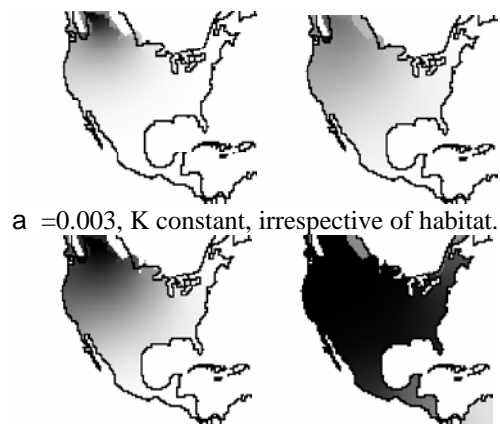 a =0.003, K constant, irrespective of habitat.